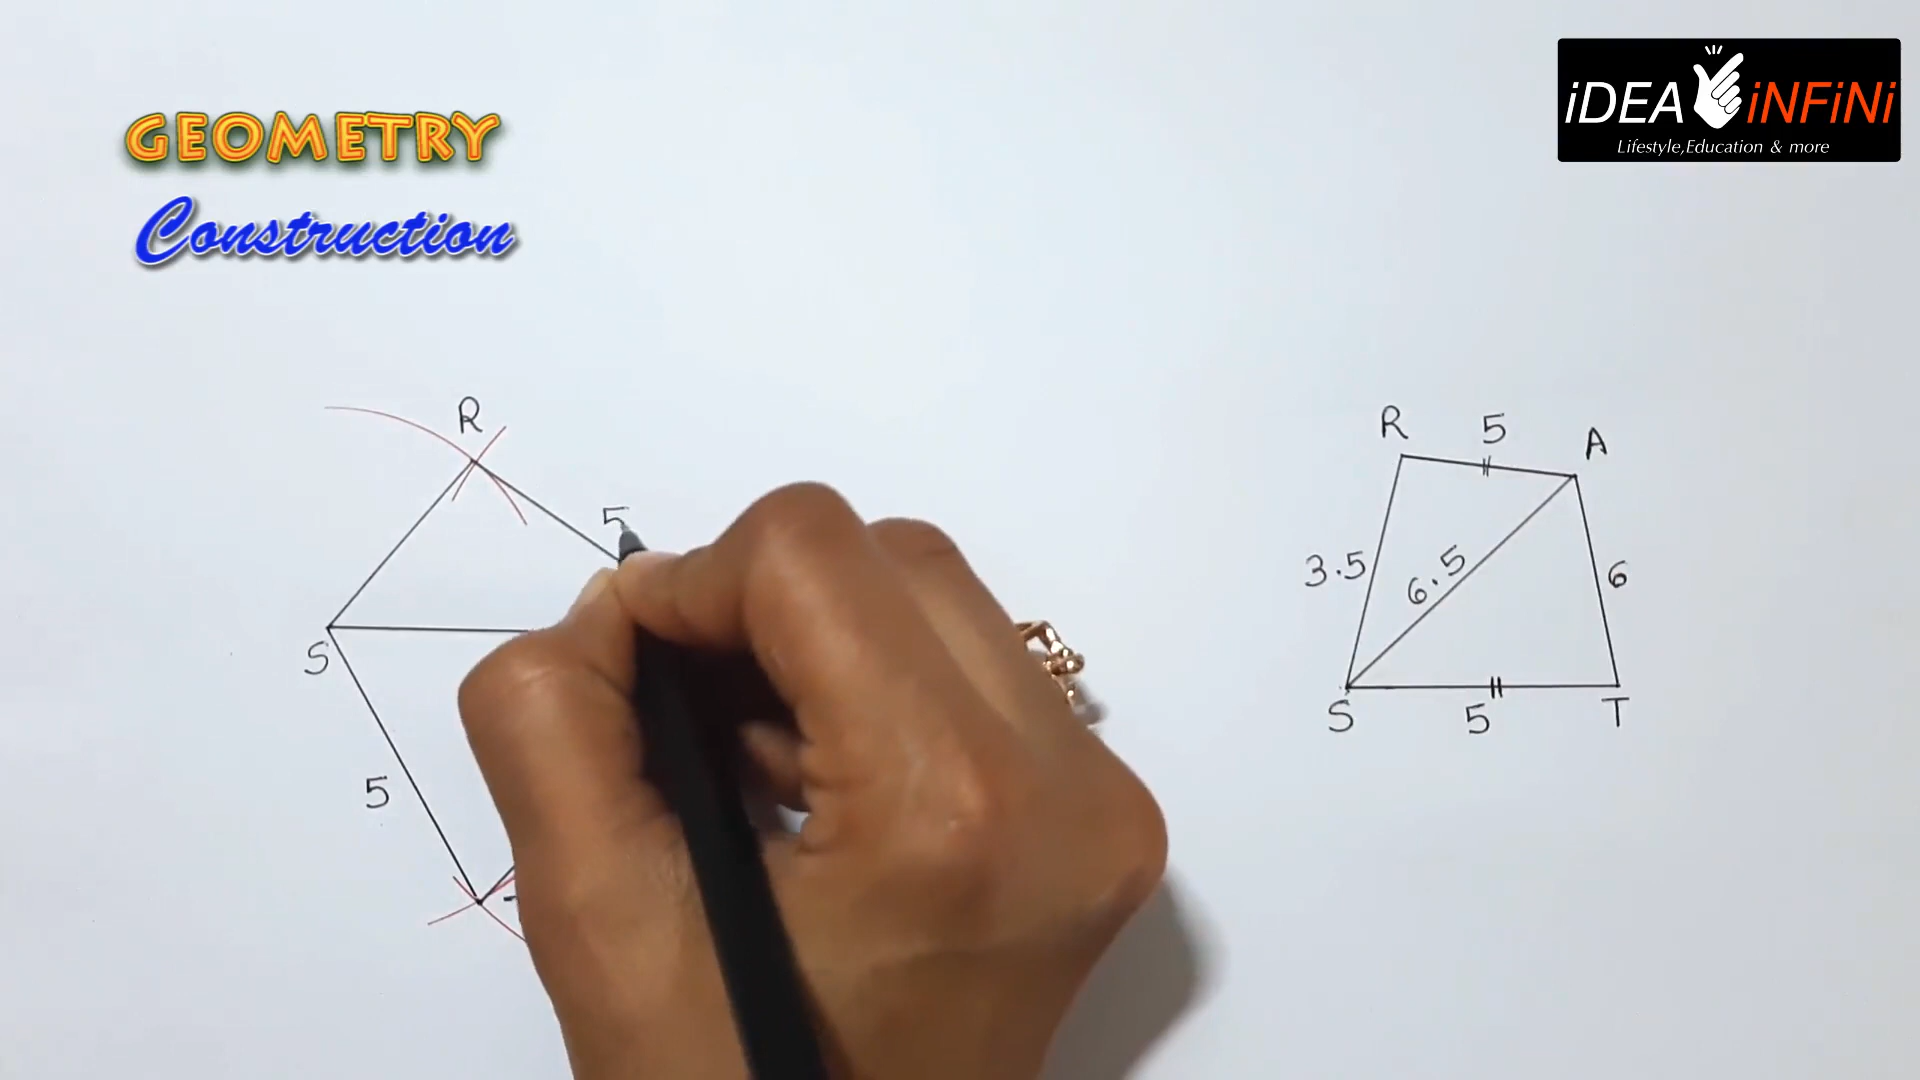 GEOMETRY
Construction
iDEA iNFiNi
Lifestyle,Education & more
R
5
S
5
R
5
A
3.5
6.5
6
S
5
T